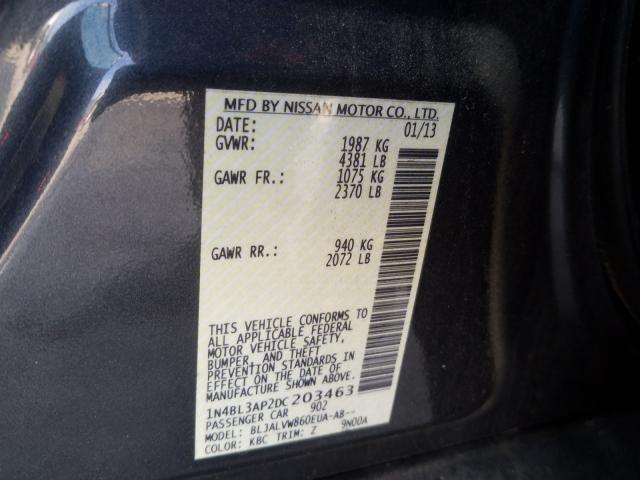 MFD BY NISSAN MOTOR CO., LTD.
DATE: 01/13
GVWR: 1987 KG
4381 LB
GAWR FR.: 1075 KG
2370 LB
GAWR RR.: 940 KG
2072 LB
THIS VEHICLE CONFORMS TO
ALL APPLICABLE FEDERAL
MOTOR VEHICLE SAFETY,
BUMPER, AND THEFT
PREVENTION STANDARDS IN
EFFECT ON THE DATE OF
MANUFACTURE SHOWN ABOVE.
1N4BL3AP2DC203463
PASSENGER CAR 902
MODEL: BLJALVW860EUA-AB--
COLOR: KBC TRIM: Z 9N00A